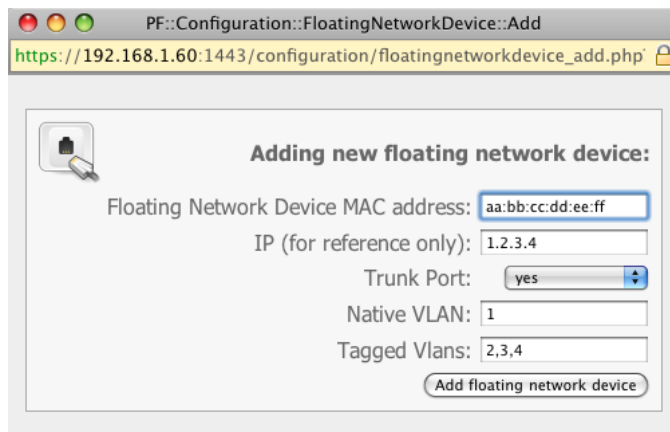 PF::Configuration::FloatingNetworkDevice::Add
https://192.168.1.60:1443/configuration/floatingnetworkdevice_add.php
Adding new floating network device:
Floating Network Device MAC address: aa:bb:cc:dd:ee:ff
IP (for reference only): 1.2.3.4
Trunk Port: yes
Native VLAN: 1
Tagged Vlans: 2,3,4
Add floating network device